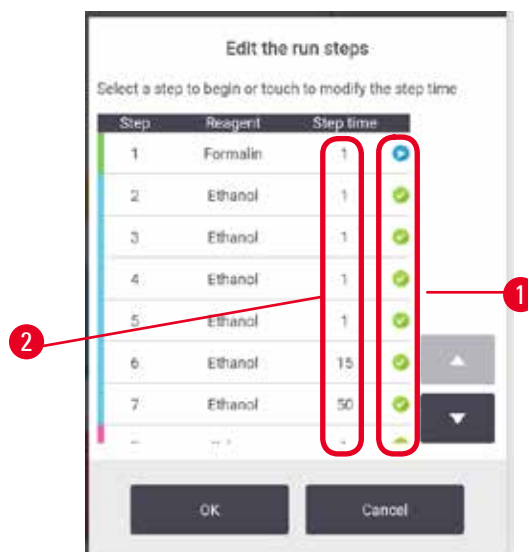 Edit the run steps
Select a step to begin or touch to modify the step time
Step Reagent Step time
1 Formalin 1
2 Ethanol 1
3 Ethanol 1
4 Ethanol 1
5 Ethanol 1
6 Ethanol 15
7 Ethanol 50
OK Cancel
1
2